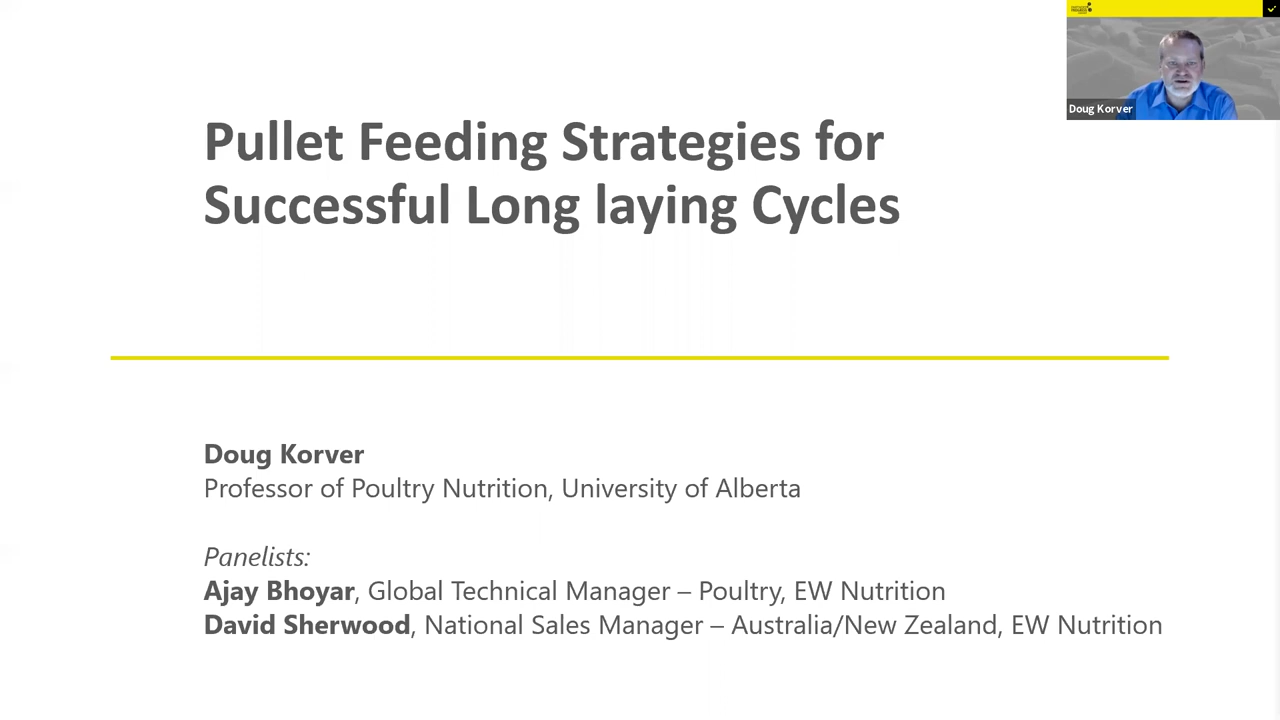 Pullet Feeding Strategies for
Successful Long laying Cycles
Doug Korver
Doug Korver
Professor of Poultry Nutrition, University of Alberta
Panelists:
Ajay Bhoyar, Global Technical Manager – Poultry, EW Nutrition
David Sherwood, National Sales Manager – Australia/New Zealand, EW Nutrition